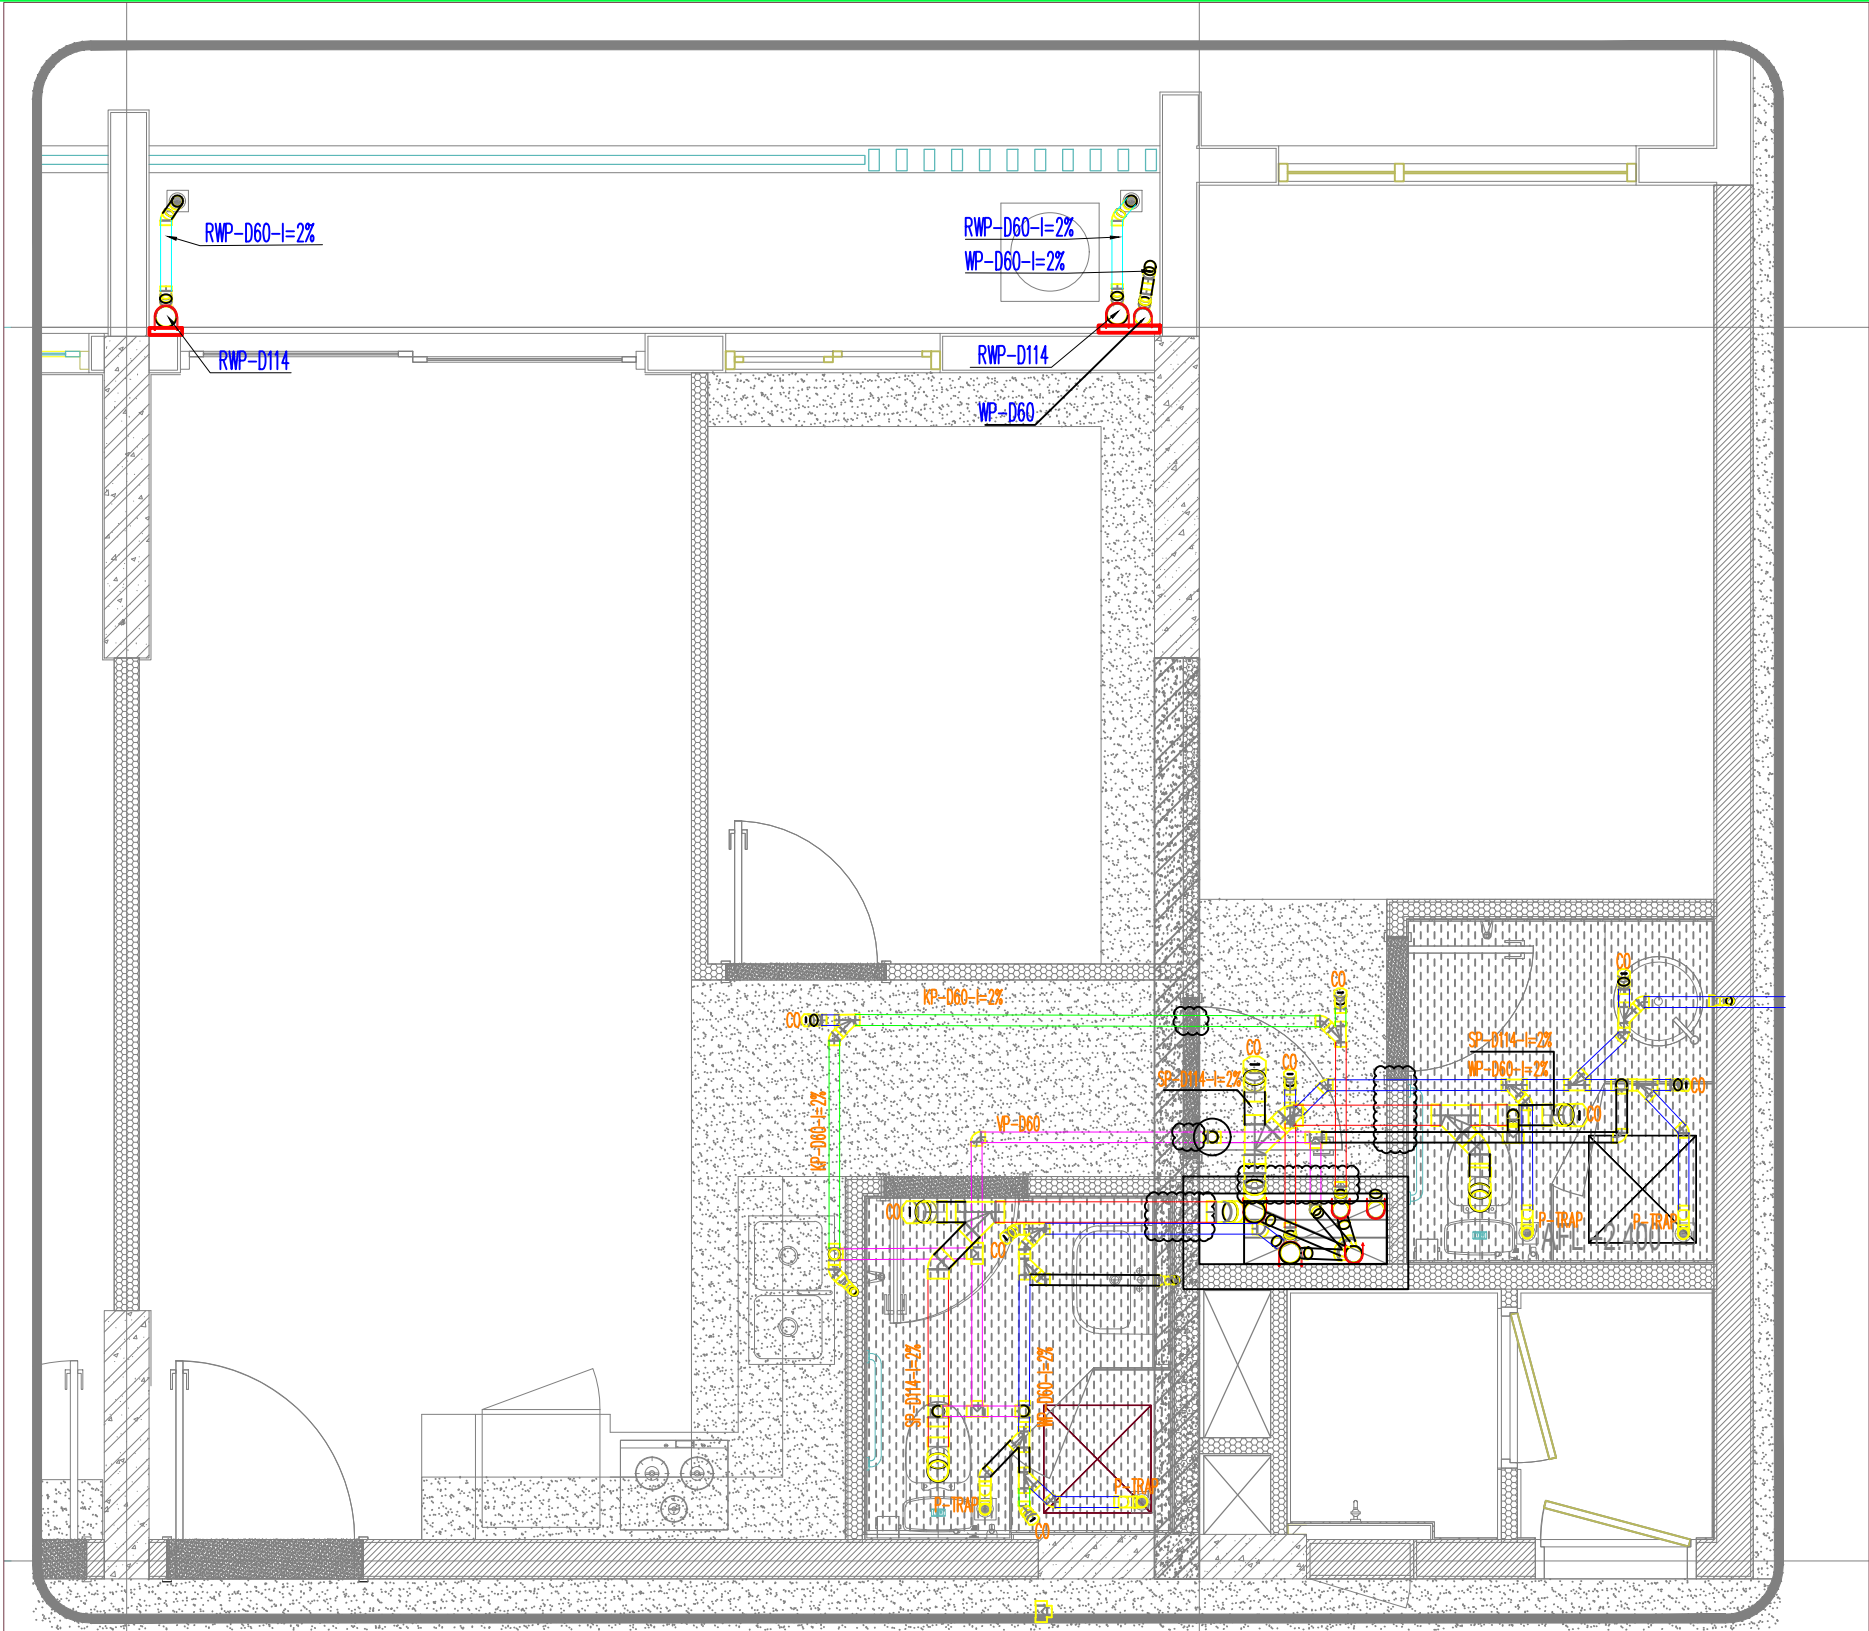 RWP-D60-I=2%
RWP-D60-I=2%
WP-D60-I=2%
RWP-D114
RWP-D114
WP-D60
KP-D60-I=2%
CO
CO
CO
CO
CO
SP-D114-I=2%
SP-D114-I=2%
WP-D60-I=2%
CO
CO
KP-D60-I=2%
VP-D60
CO
CO
P-TRAP
P-TRAP
SP-D114-I=2%
WP-D60-I=2%
P-TRAP
P-TRAP
CO